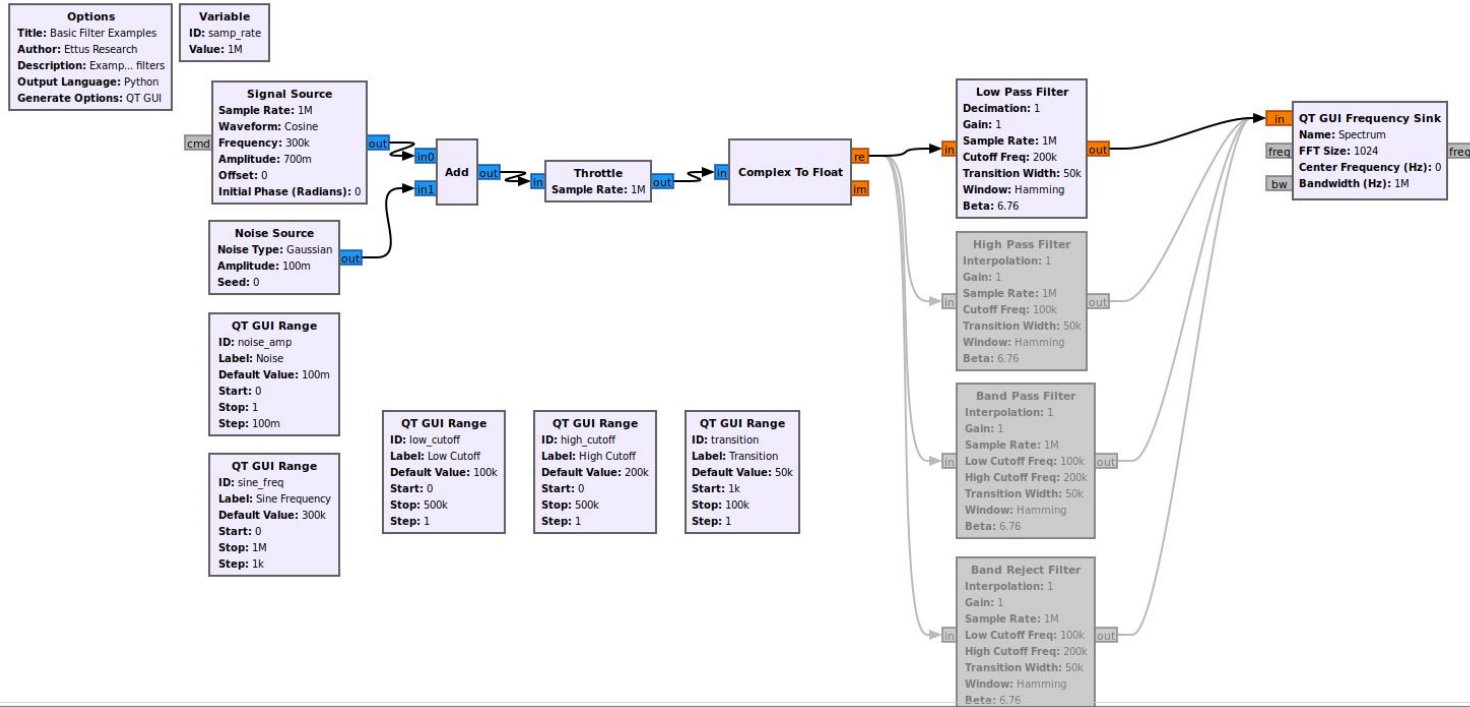 Options
Title: Basic Filter Examples
Author: Ettus Research
Description: Examp... filters
Output Language: Python
Generate Options: QT GUI
Variable
ID: samp_rate
Value: 1M
Signal Source
Sample Rate: 1M
Waveform: Cosine
Frequency: 300k
Amplitude: 700m
Offset: 0
Initial Phase (Radians): 0
cmd
out
Noise Source
Noise Type: Gaussian
Amplitude: 100m
Seed: 0
out
in0
in1
Add
out
in
Throttle
Sample Rate: 1M
out
in
Complex To Float
re
im
in
Low Pass Filter
Decimation: 1
Gain: 1
Sample Rate: 1M
Cutoff Freq: 200k
Transition Width: 50k
Window: Hamming
Beta: 6.76
out
in
High Pass Filter
Interpolation: 1
Gain: 1
Sample Rate: 1M
Cutoff Freq: 100k
Transition Width: 50k
Window: Hamming
Beta: 6.76
out
in
Band Pass Filter
Interpolation: 1
Gain: 1
Sample Rate: 1M
Low Cutoff Freq: 100k
High Cutoff Freq: 200k
Transition Width: 50k
Window: Hamming
Beta: 6.76
out
in
Band Reject Filter
Interpolation: 1
Gain: 1
Sample Rate: 1M
Low Cutoff Freq: 100k
High Cutoff Freq: 200k
Transition Width: 50k
Window: Hamming
Beta: 6.76
out
in
freq
bw
QT GUI Frequency Sink
Name: Spectrum
FFT Size: 1024
Center Frequency (Hz): 0
Bandwidth (Hz): 1M
freq
QT GUI Range
ID: noise_amp
Label: Noise
Default Value: 100m
Start: 0
Stop: 1
Step: 100m
QT GUI Range
ID: sine_freq
Label: Sine Frequency
Default Value: 300k
Start: 0
Stop: 1M
Step: 1k
QT GUI Range
ID: low_cutoff
Label: Low Cutoff
Default Value: 100k
Start: 0
Stop: 500k
Step: 1
QT GUI Range
ID: high_cutoff
Label: High Cutoff
Default Value: 200k
Start: 0
Stop: 500k
Step: 1
QT GUI Range
ID: transition
Label: Transition
Default Value: 50k
Start: 1k
Stop: 100k
Step: 1